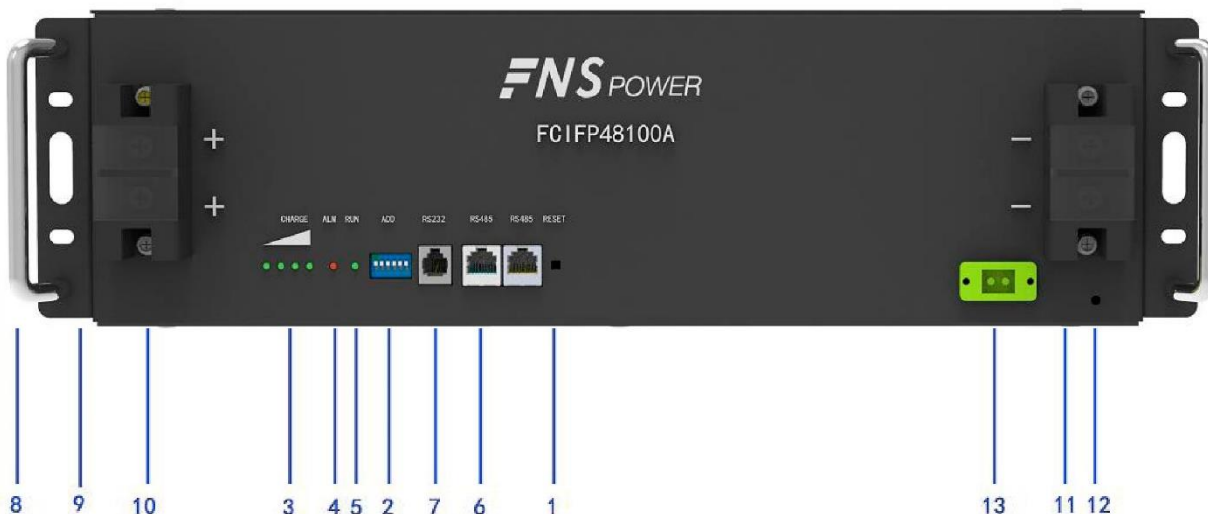 FNS POWER
FCIFP48100A
+ −
+ −
CHARGE ALM RUN ADD RS232 RS485 RS485 RESET
8 9 10 3 4 5 2 7 6 1 13 11 12